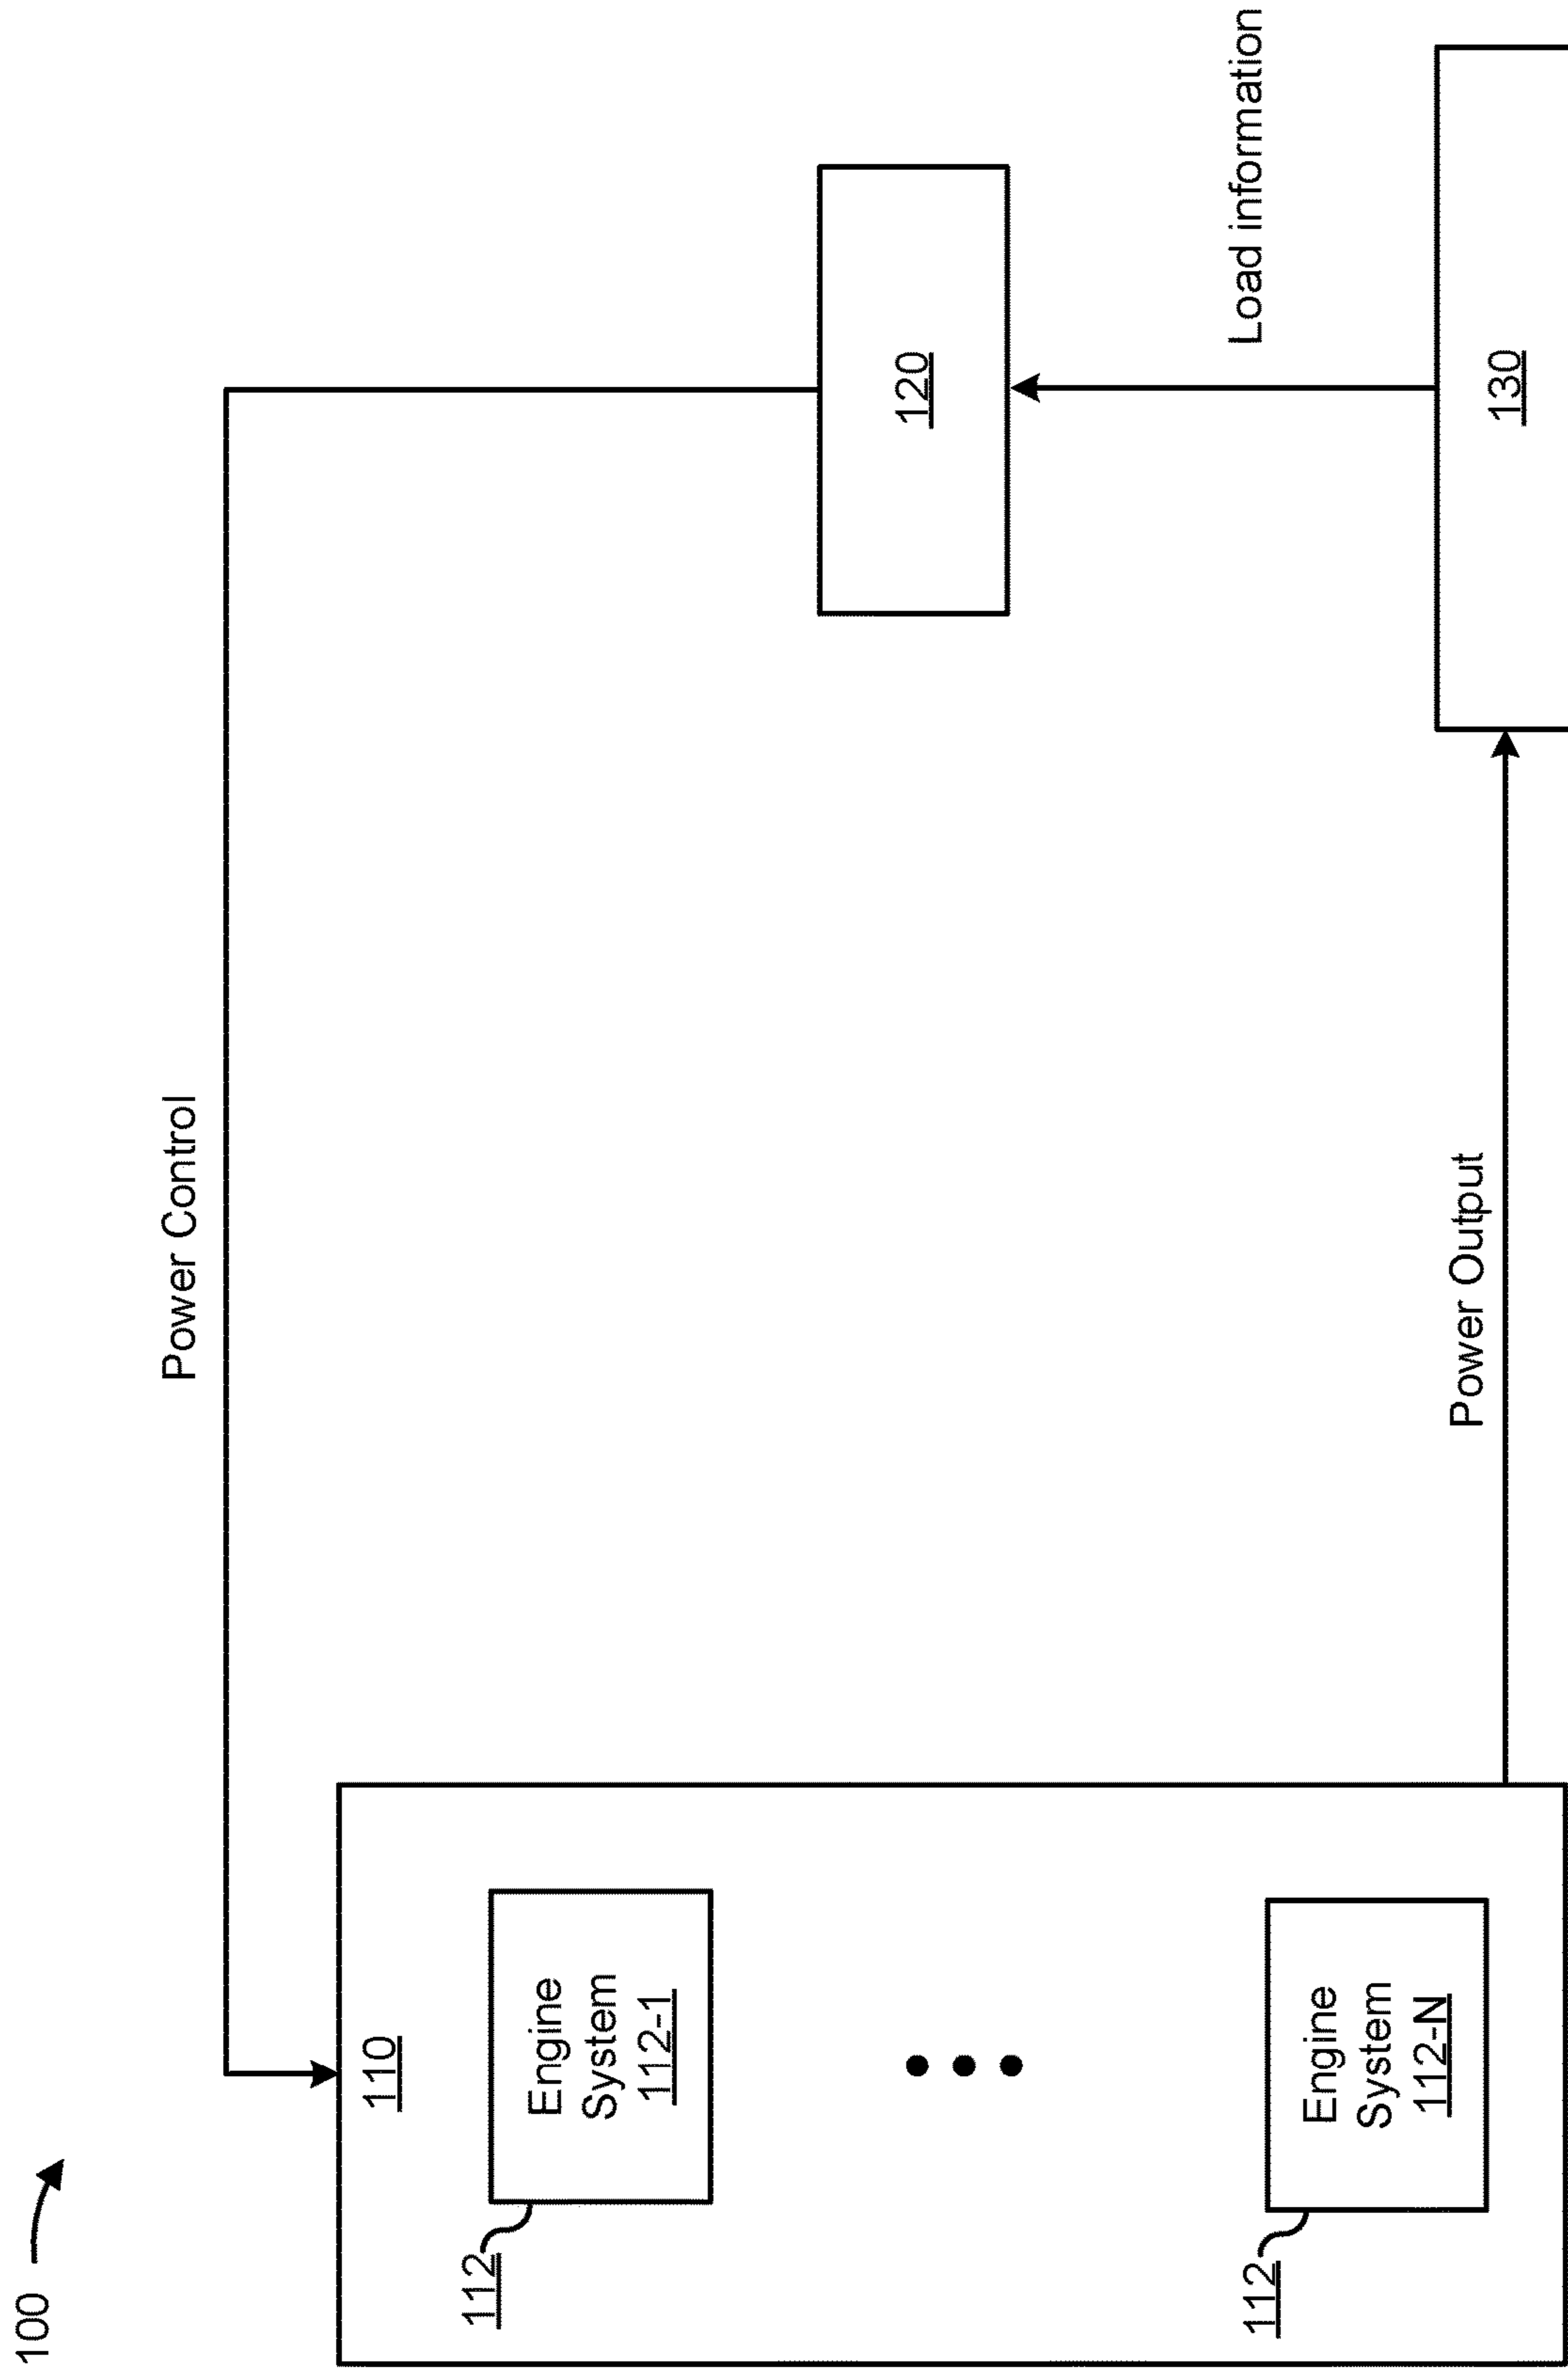 100
Power Control
110
112
Engine
System
112-1
112
Engine
System
112-N
120
Load information
Power Output
130